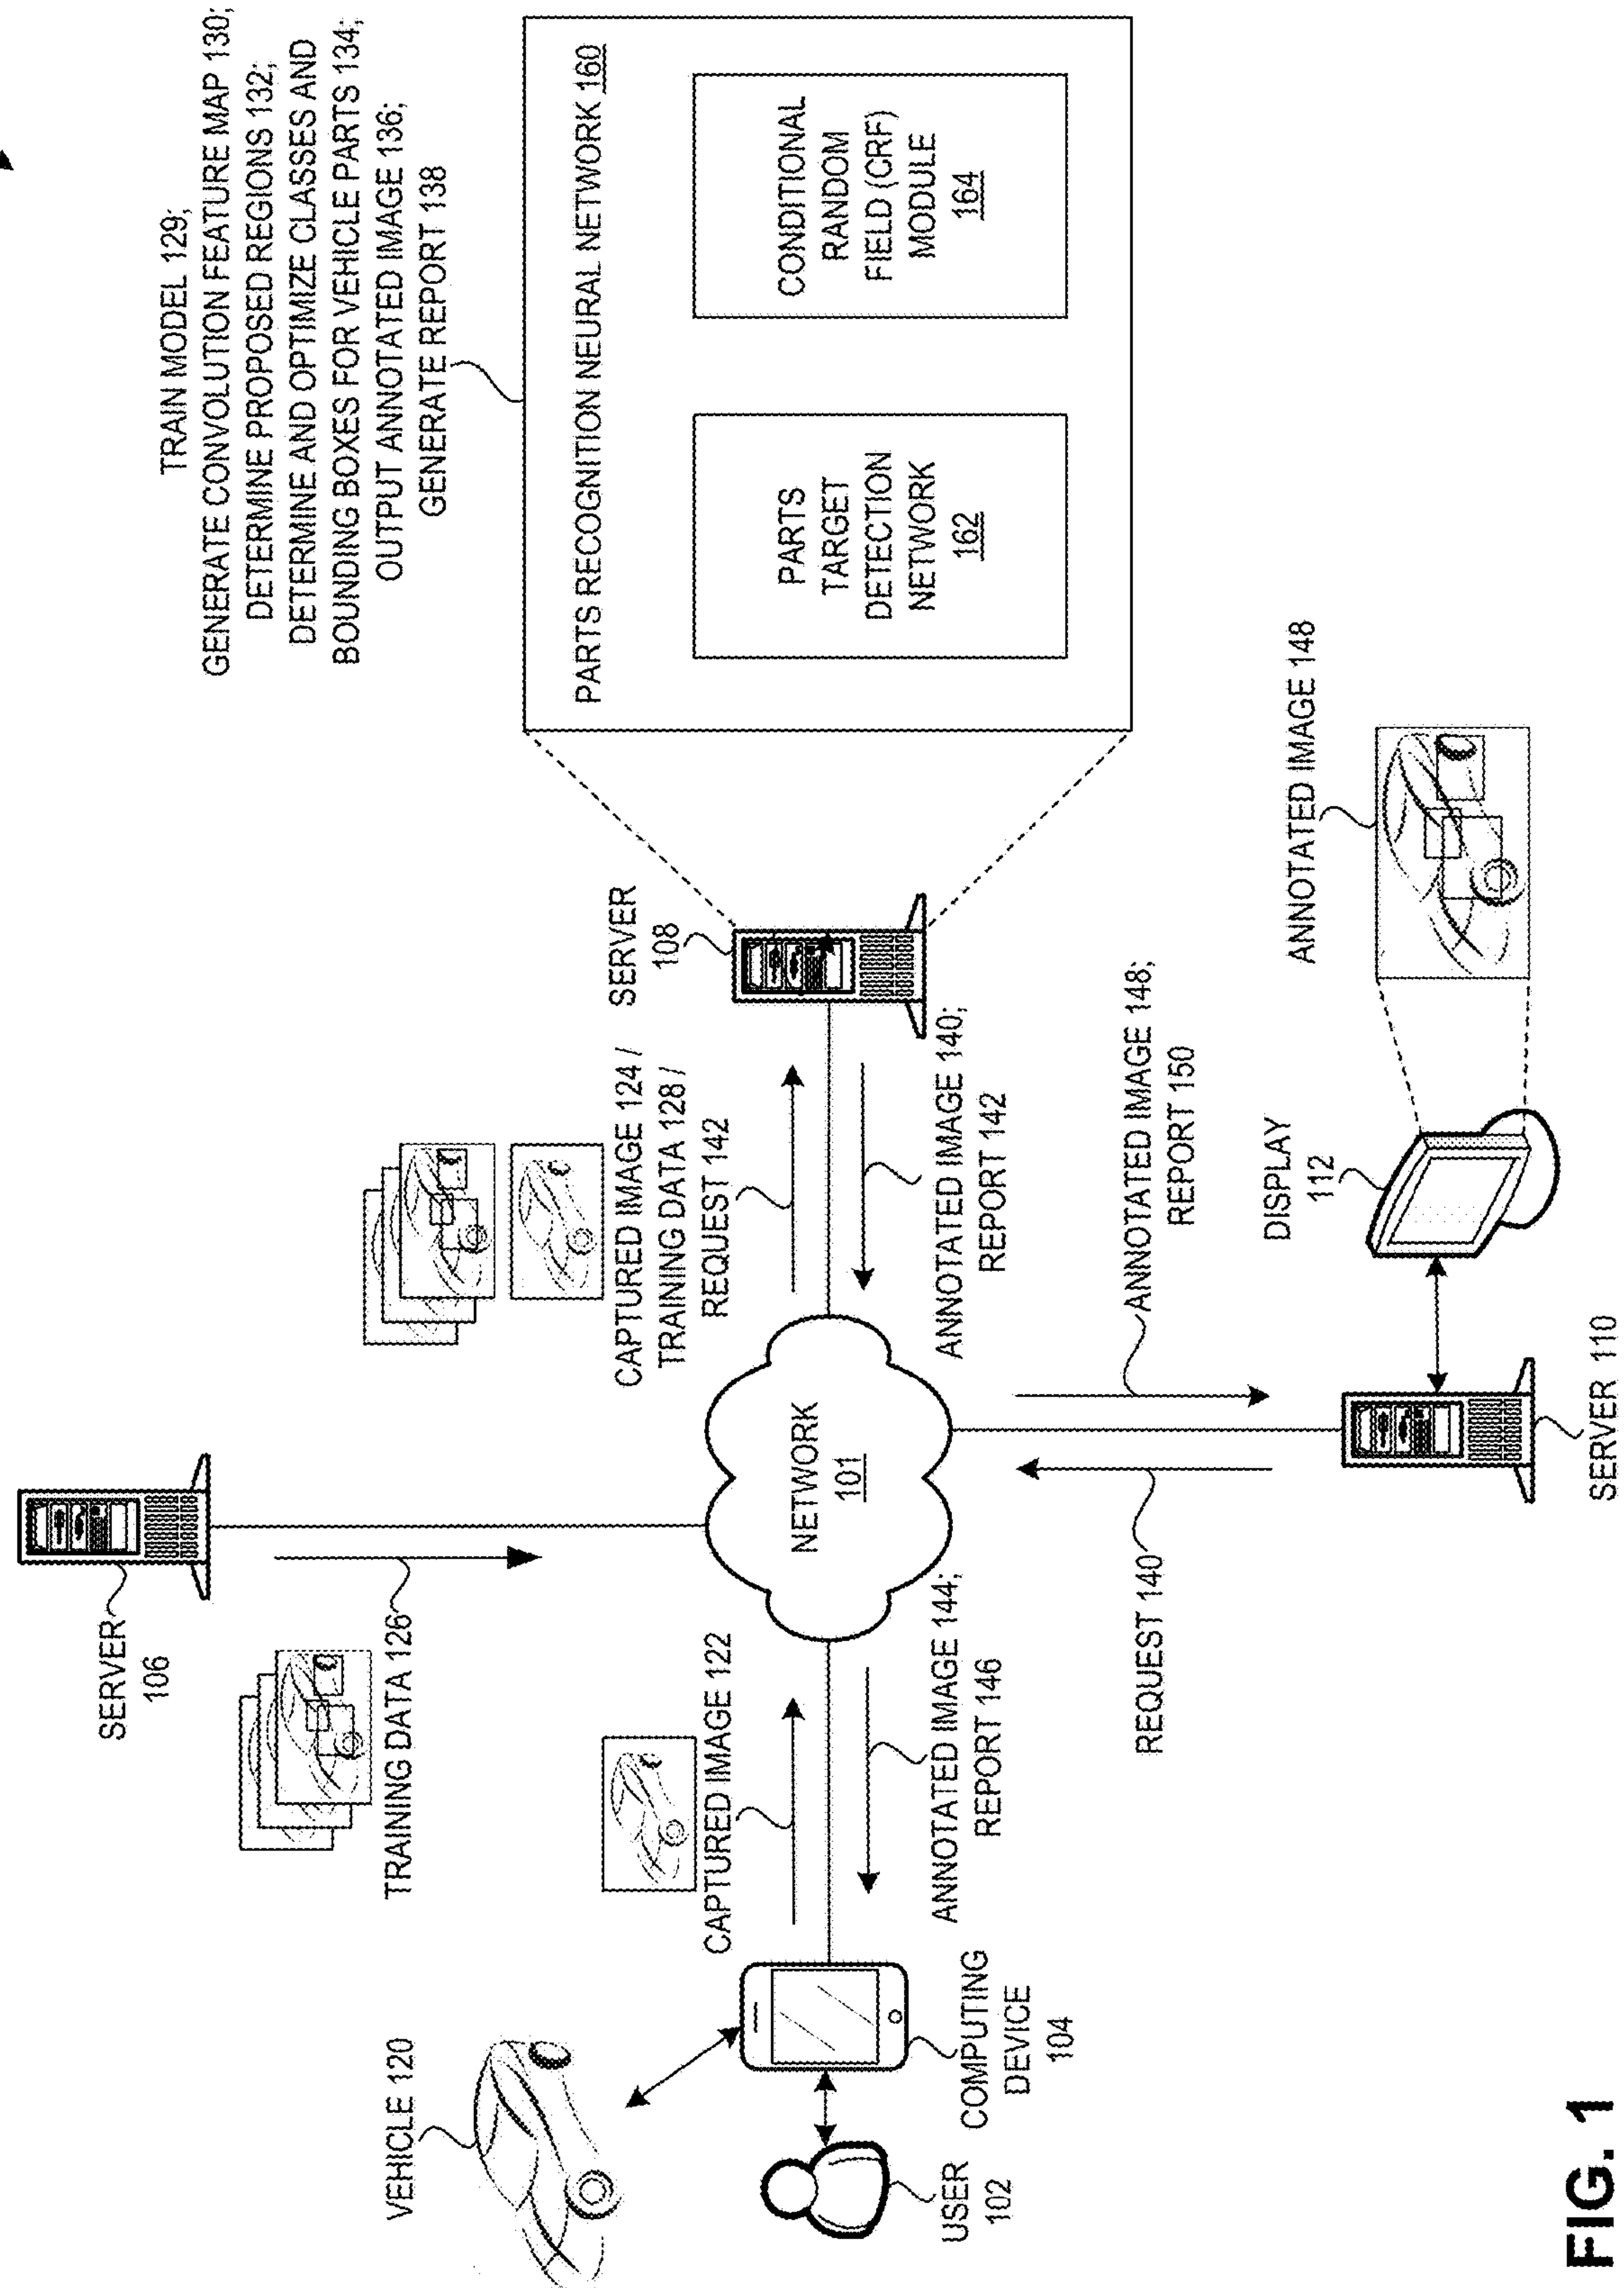 TRAIN MODEL 129;
GENERATE CONVOLUTION FEATURE MAP 130;
DETERMINE PROPOSED REGIONS 132;
DETERMINE AND OPTIMIZE CLASSES AND
BOUNDING BOXES FOR VEHICLE PARTS 134;
OUTPUT ANNOTATED IMAGE 136;
GENERATE REPORT 138
SERVER
106
TRAINING DATA 126
VEHICLE 120
CAPTURED IMAGE 122
CAPTURED IMAGE 124 /
TRAINING DATA 128 /
REQUEST 142
SERVER
108
PARTS RECOGNITION NEURAL NETWORK 160
PARTS
TARGET
DETECTION
NETWORK
162
CONDITIONAL
RANDOM
FIELD (CRF)
MODULE
164
NETWORK
101
USER
102
COMPUTING
DEVICE
104
ANNOTATED IMAGE 144;
REPORT 146
ANNOTATED IMAGE 140;
REPORT 142
REQUEST 140
ANNOTATED IMAGE 148;
REPORT 150
DISPLAY
112
ANNOTATED IMAGE 148
SERVER 110
FIG. 1